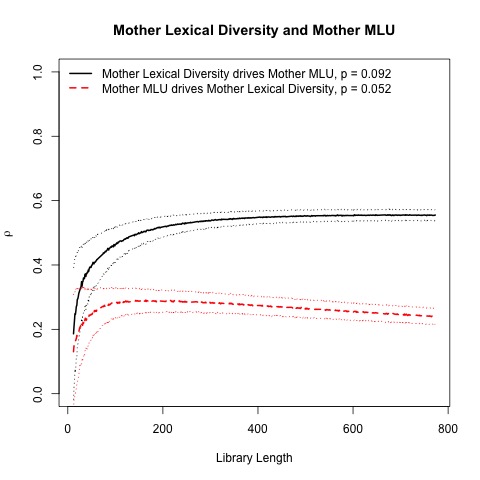 Mother Lexical Diversity and Mother MLU
Mother Lexical Diversity drives Mother MLU, p = 0.092
Mother MLU drives Mother Lexical Diversity, p = 0.052
1.0
0.8
0.6
0.4
0.2
0.0
ρ
0 200 400 600 800
Library Length